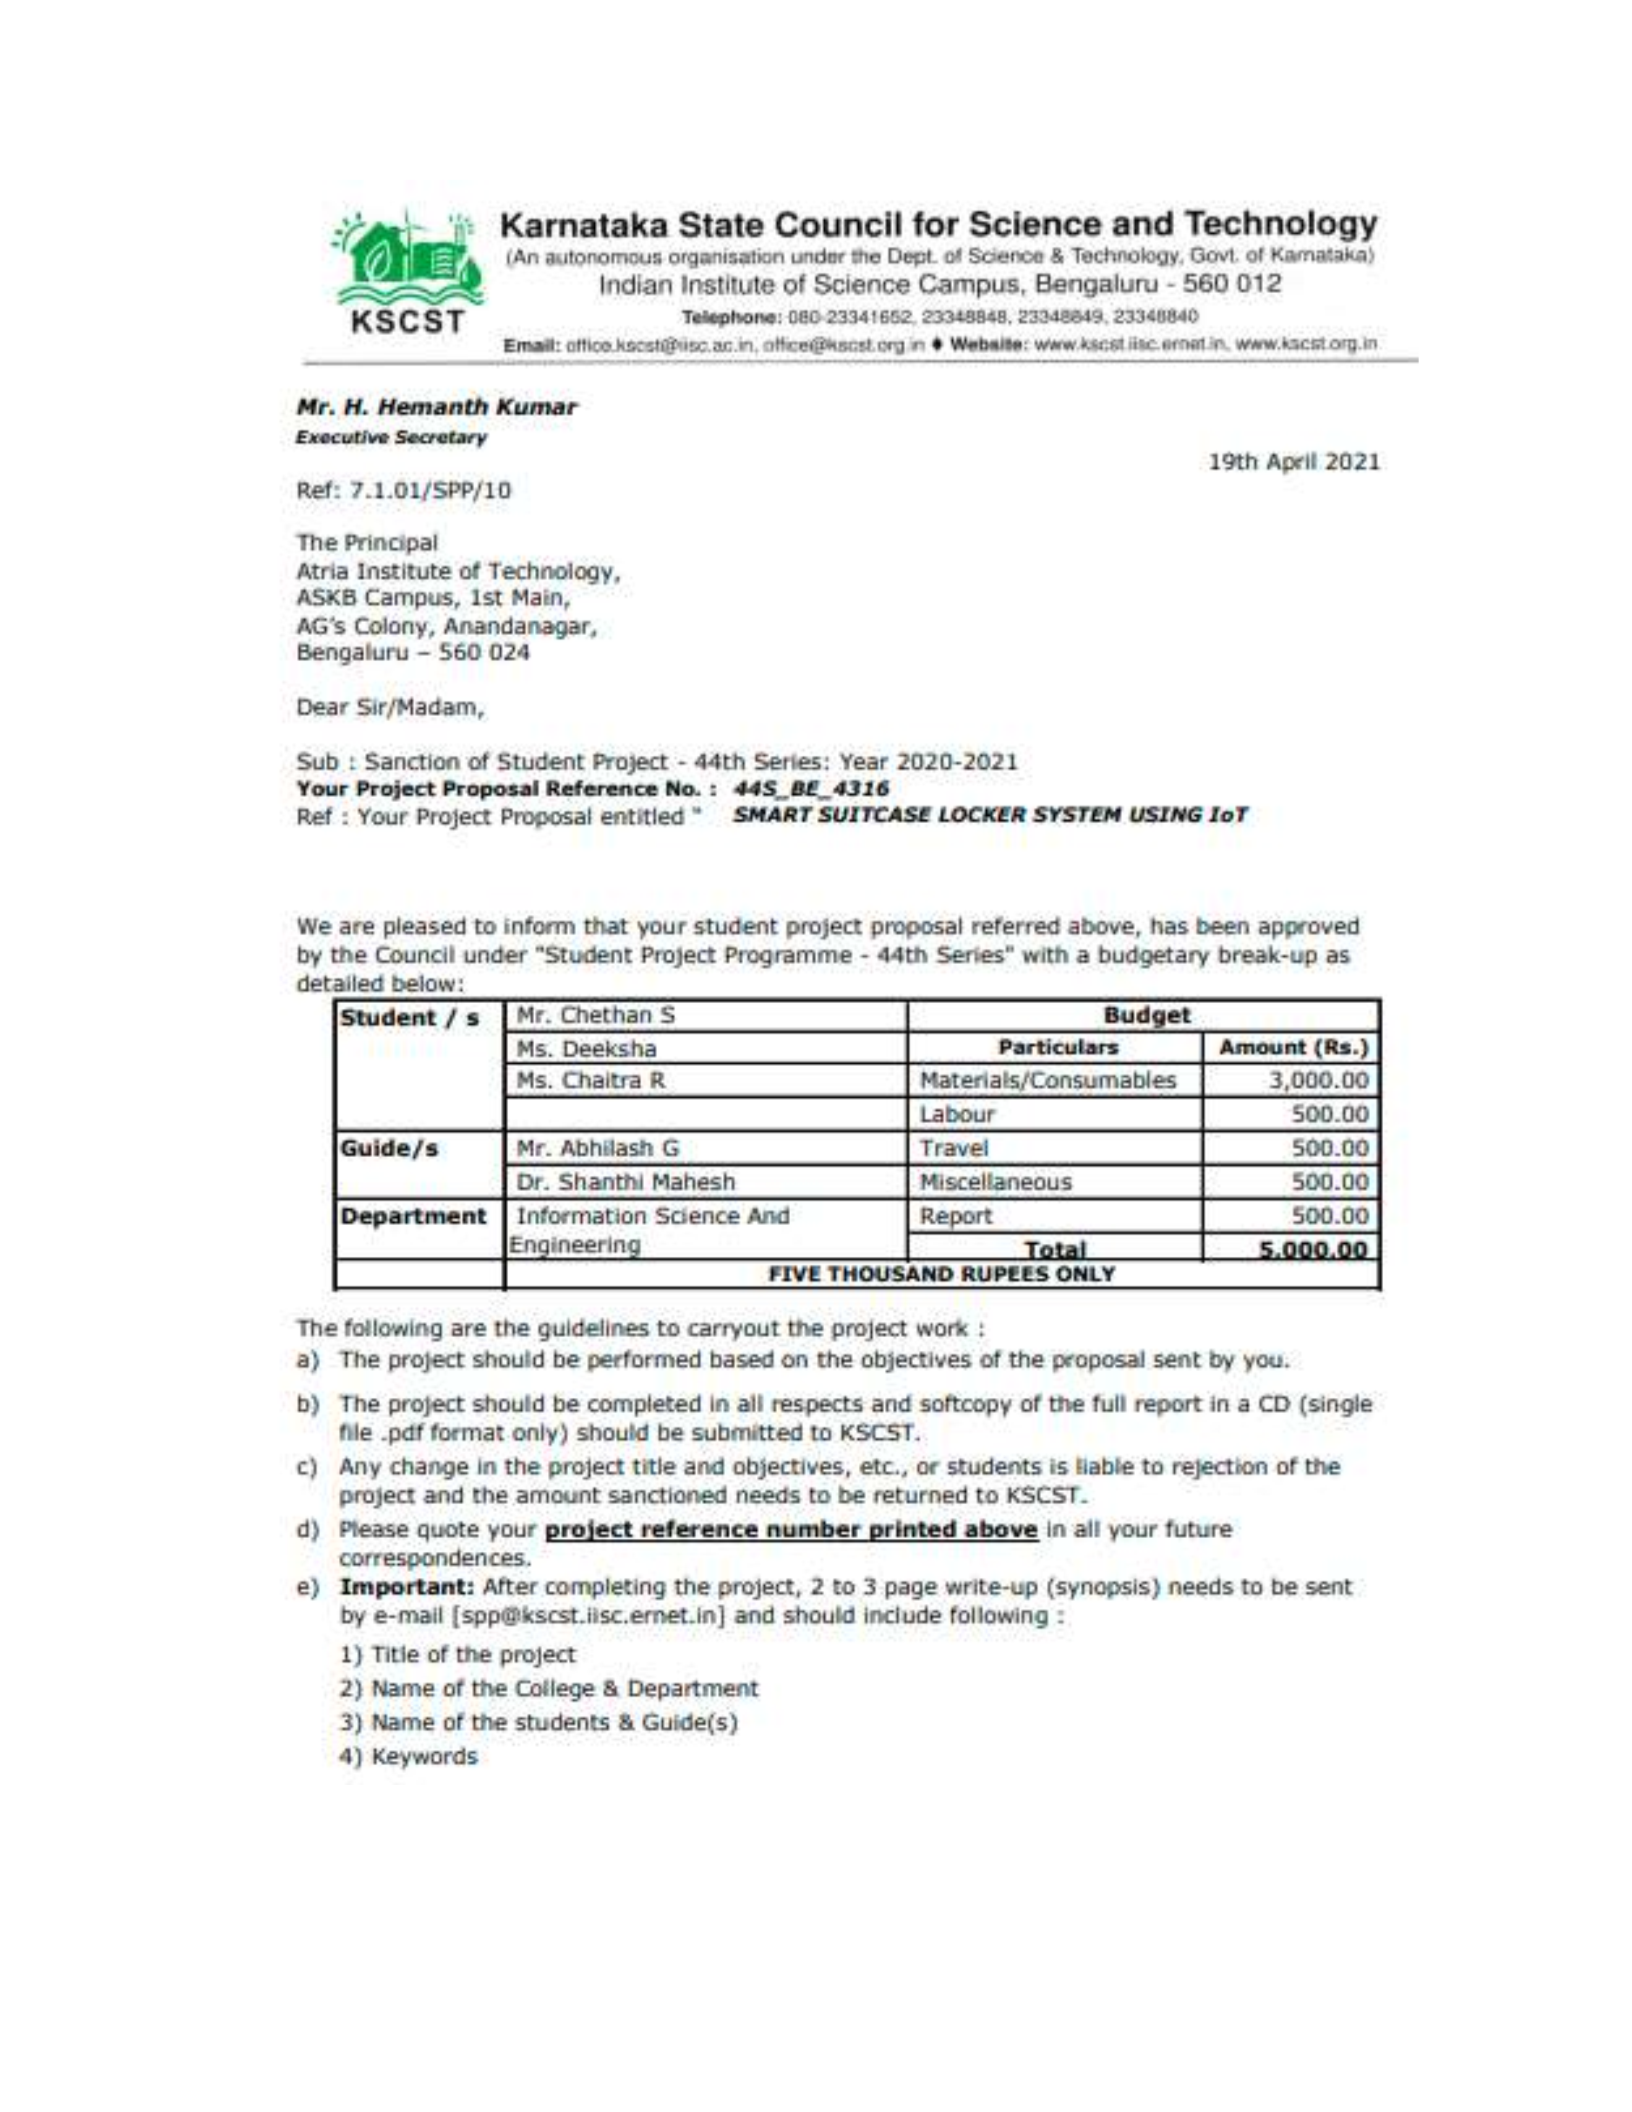 Karnataka State Council for Science and Technology
(An autonomous organisation under the Dept. of Science & Technology, Govt. of Karnataka)
Indian Institute of Science Campus, Bengaluru - 560 012
KSCST
Telephone: 080-23341652, 23348848, 23348849, 23348840
Email: office.kscst@iisc.ac.in, office@kscst.org.in ♦ Website: www.kscst.iisc.ernet.in, www.kscst.org.in
Mr. H. Hemanth Kumar
Executive Secretary
19th April 2021
Ref: 7.1.01/SPP/10
The Principal
Atria Institute of Technology,
ASKB Campus, 1st Main,
AG's Colony, Anandanagar,
Bengaluru – 560 024
Dear Sir/Madam,
Sub : Sanction of Student Project - 44th Series: Year 2020-2021
Your Project Proposal Reference No. : 44S_BE_4316
Ref : Your Project Proposal entitled " SMART SUITCASE LOCKER SYSTEM USING IoT
We are pleased to inform that your student project proposal referred above, has been approved
by the Council under "Student Project Programme - 44th Series" with a budgetary break-up as
detailed below:
Student / s Mr. Chethan S Budget
Ms. Deeksha Particulars Amount (Rs.)
Ms. Chaitra R Materials/Consumables 3,000.00
Labour 500.00
Guide/s Mr. Abhilash G Travel 500.00
Dr. Shanthi Mahesh Miscellaneous 500.00
Department Information Science And Report 500.00
Engineering Total 5,000.00
FIVE THOUSAND RUPEES ONLY
The following are the guidelines to carryout the project work :
a) The project should be performed based on the objectives of the proposal sent by you.
b) The project should be completed in all respects and softcopy of the full report in a CD (single
file .pdf format only) should be submitted to KSCST.
c) Any change in the project title and objectives, etc., or students is liable to rejection of the
project and the amount sanctioned needs to be returned to KSCST.
d) Please quote your project reference number printed above in all your future
correspondences.
e) Important: After completing the project, 2 to 3 page write-up (synopsis) needs to be sent
by e-mail [spp@kscst.iisc.ernet.in] and should include following :
1) Title of the project
2) Name of the College & Department
3) Name of the students & Guide(s)
4) Keywords